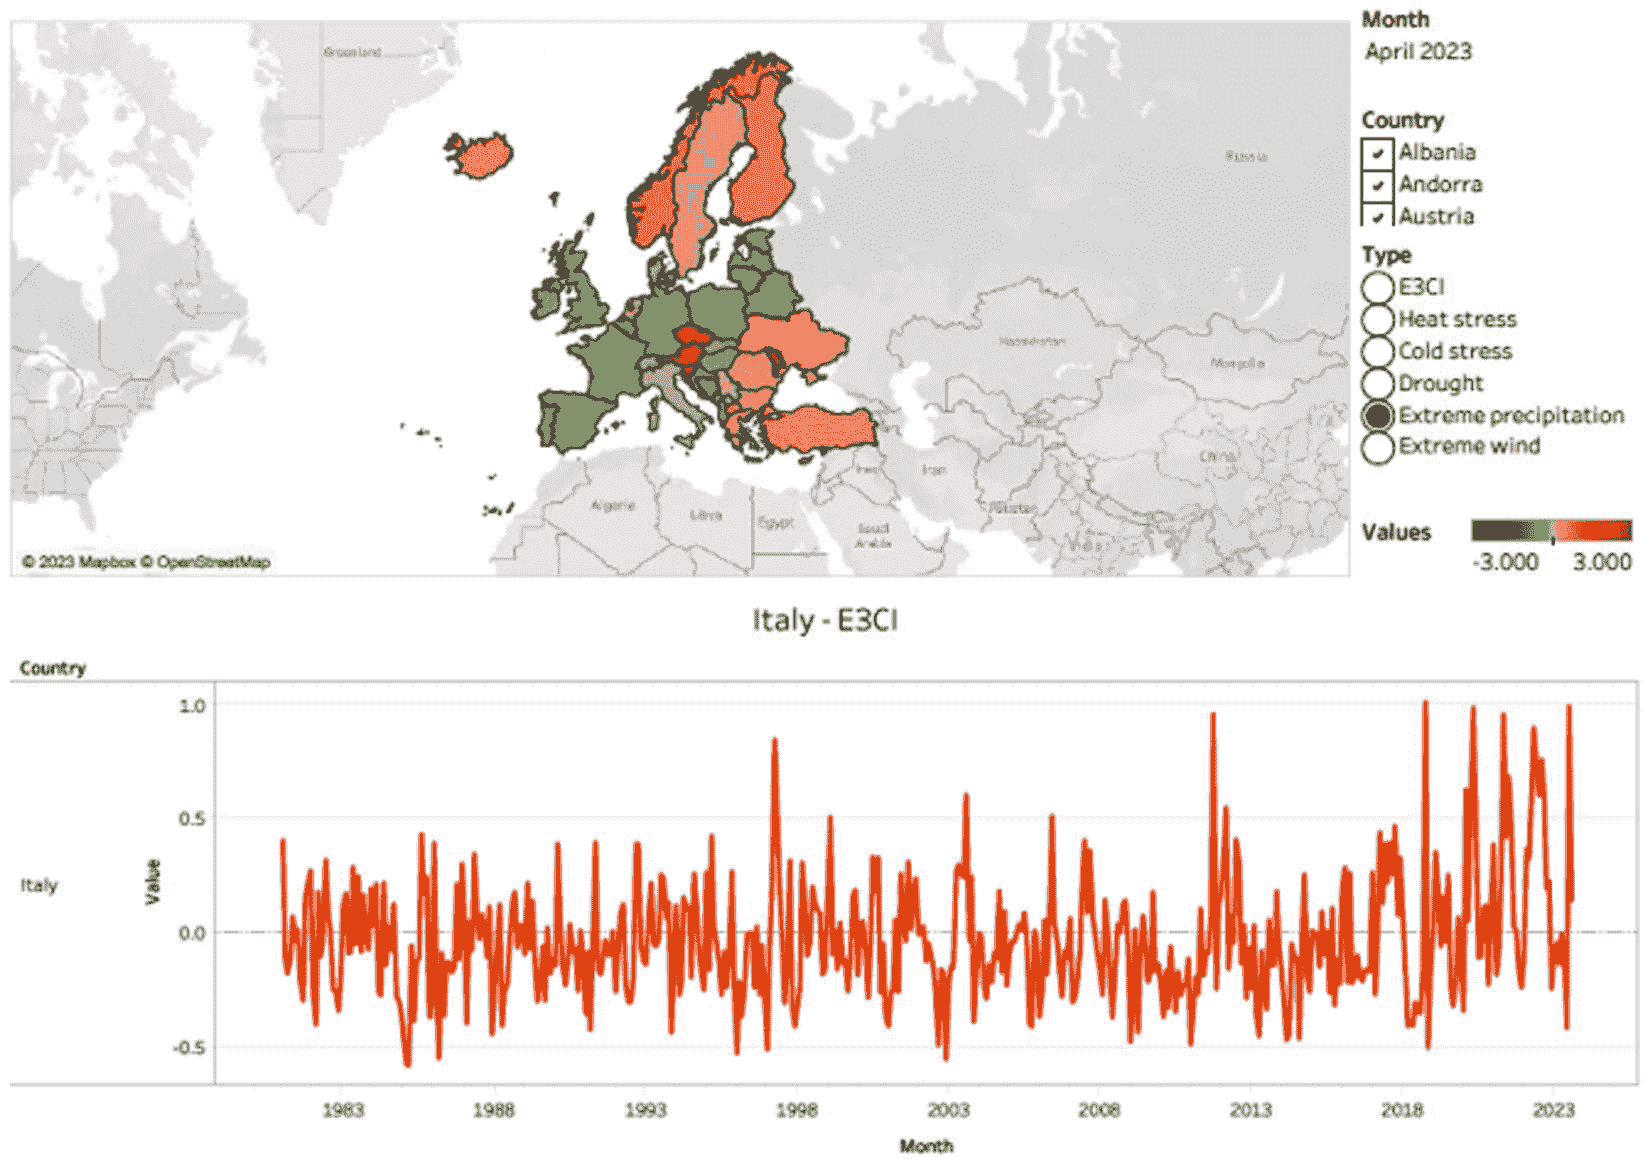 Month
April 2023
Country
Albania
Andorra
Austria
Type
E3CI
Heat stress
Cold stress
Drought
Extreme precipitation
Extreme wind
Values
-3.000 3.000
Russia
Kazakhstan
Mongolia
China
Iran
Algeria
Libya
Egypt
Saudi
Arabia
© 2023 Mapbox © OpenStreetMap
Italy - E3CI
Country
Italy
Value
1.0
0.5
0.0
-0.5
1983 1988 1993 1998 2003 2008 2013 2018 2023
Month